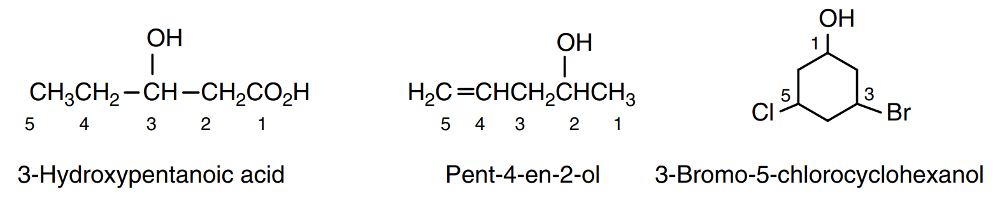 OH
CH₃CH₂–CH–CH₂CO₂H
5 4 3 2 1
3-Hydroxypentanoic acid
OH
H₂C=CHCH₂CHCH₃
5 4 3 2 1
Pent-4-en-2-ol
OH
1
5 3
Cl Br
3-Bromo-5-chlorocyclohexanol